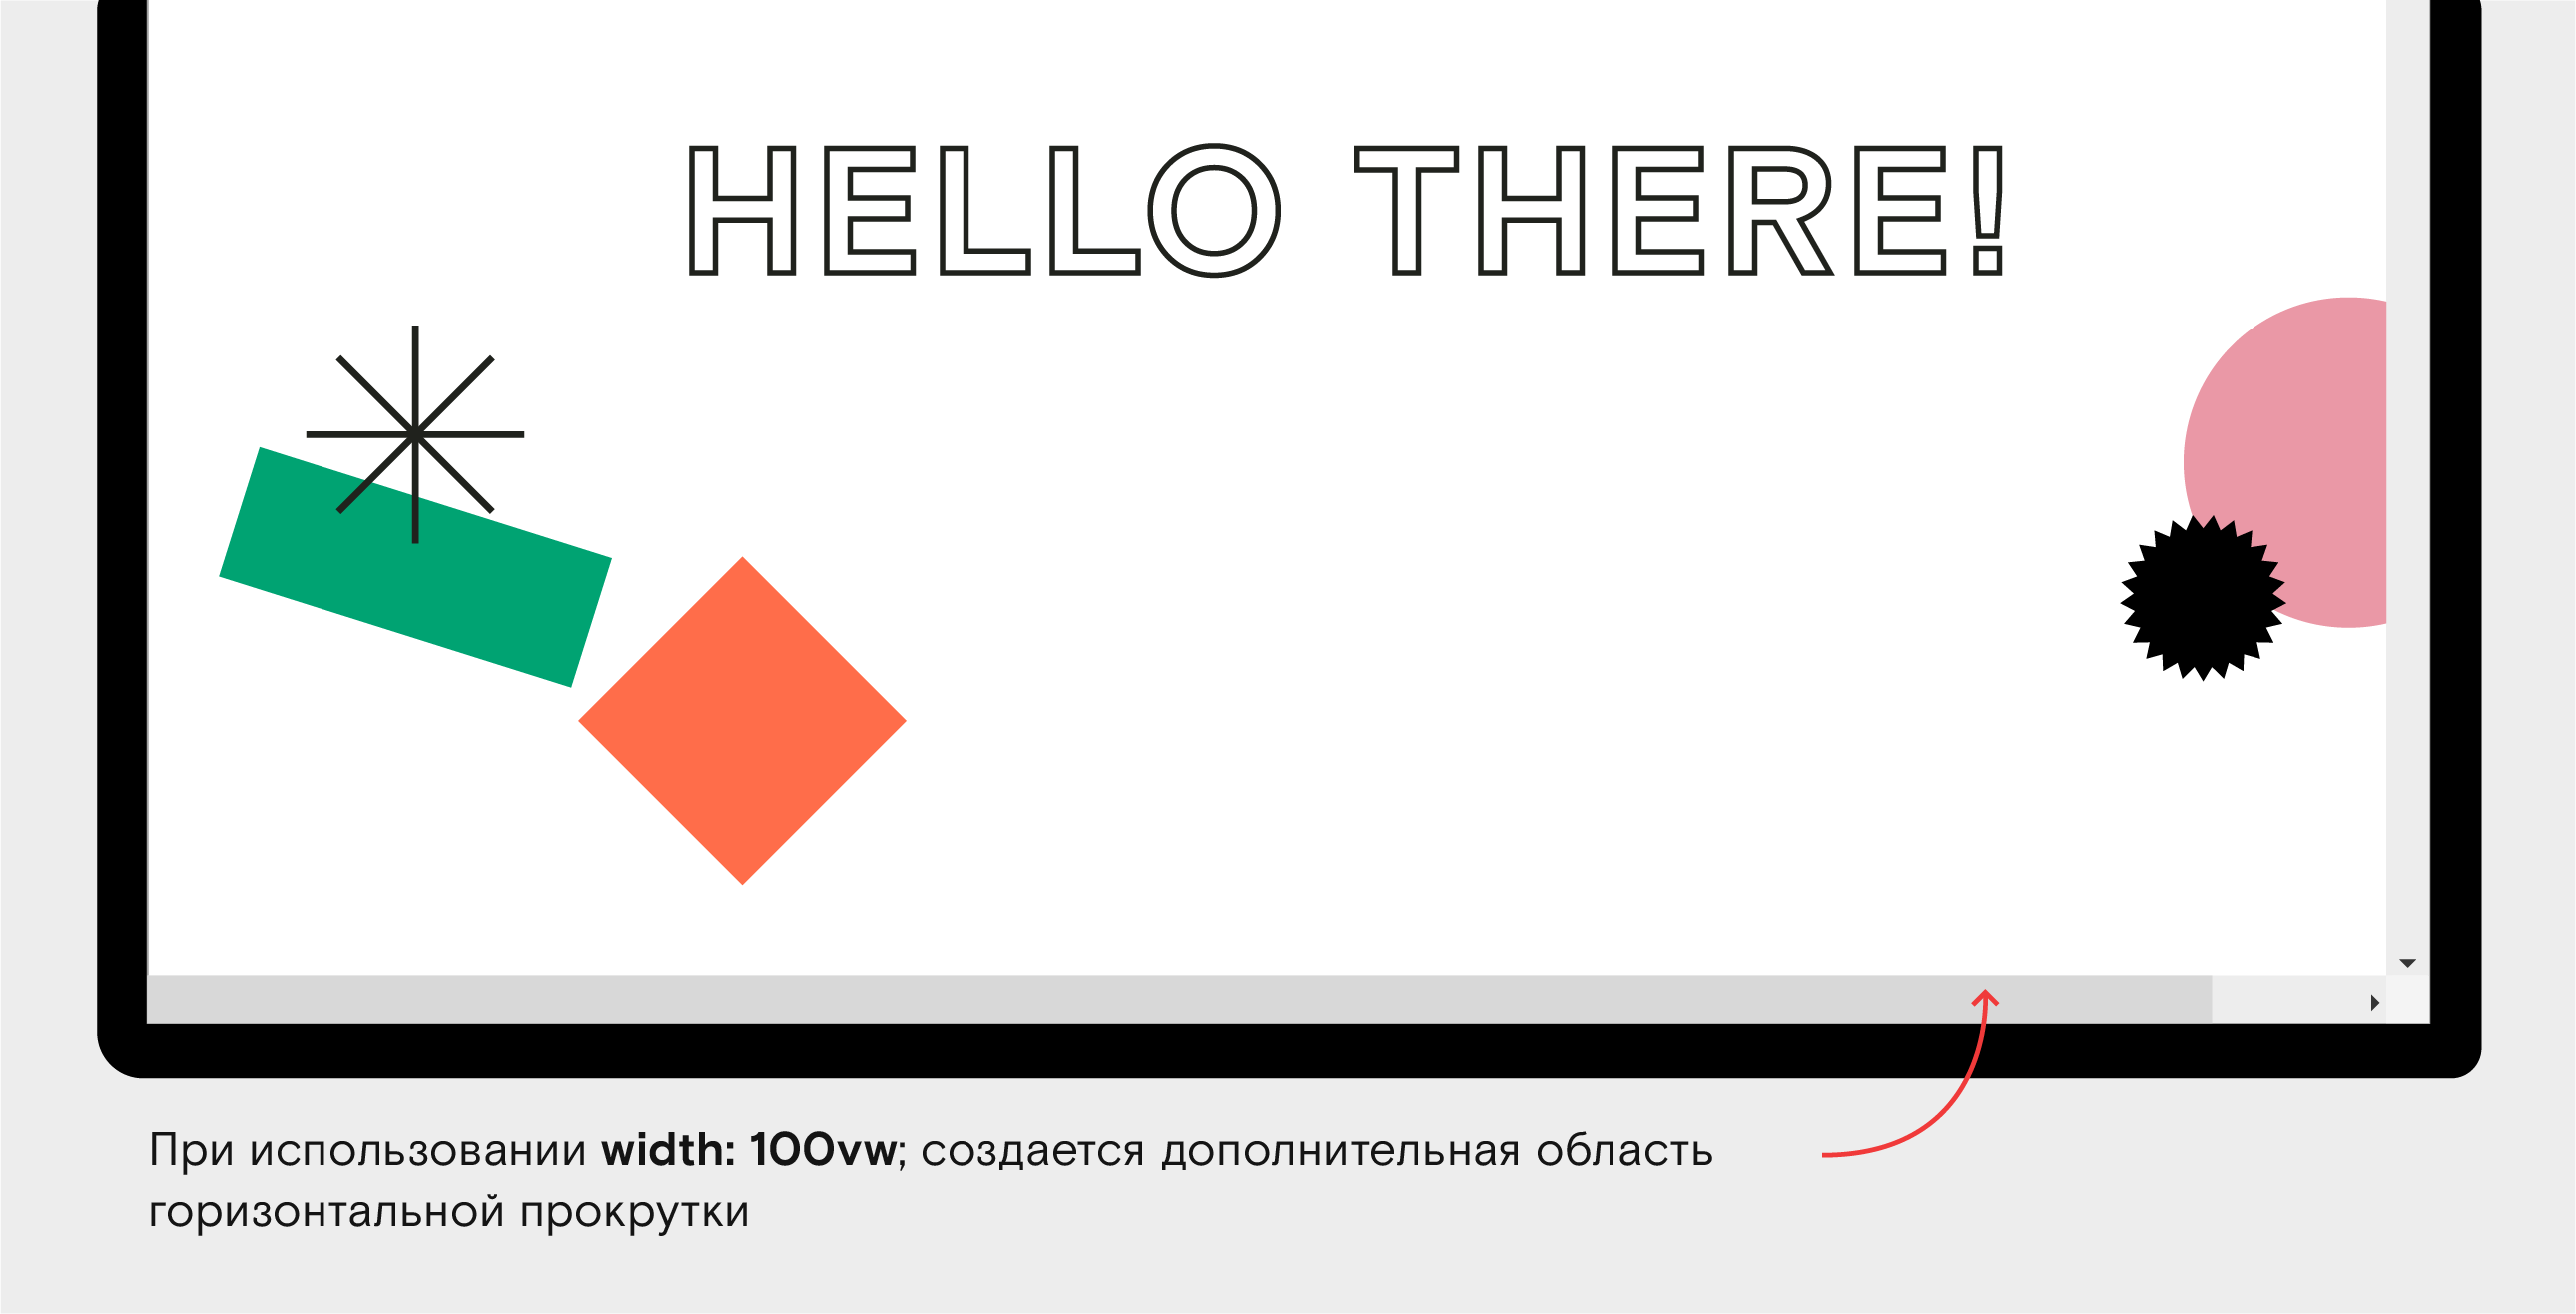 HELLO THERE!
При использовании width: 100vw; создается дополнительная область
горизонтальной прокрутки